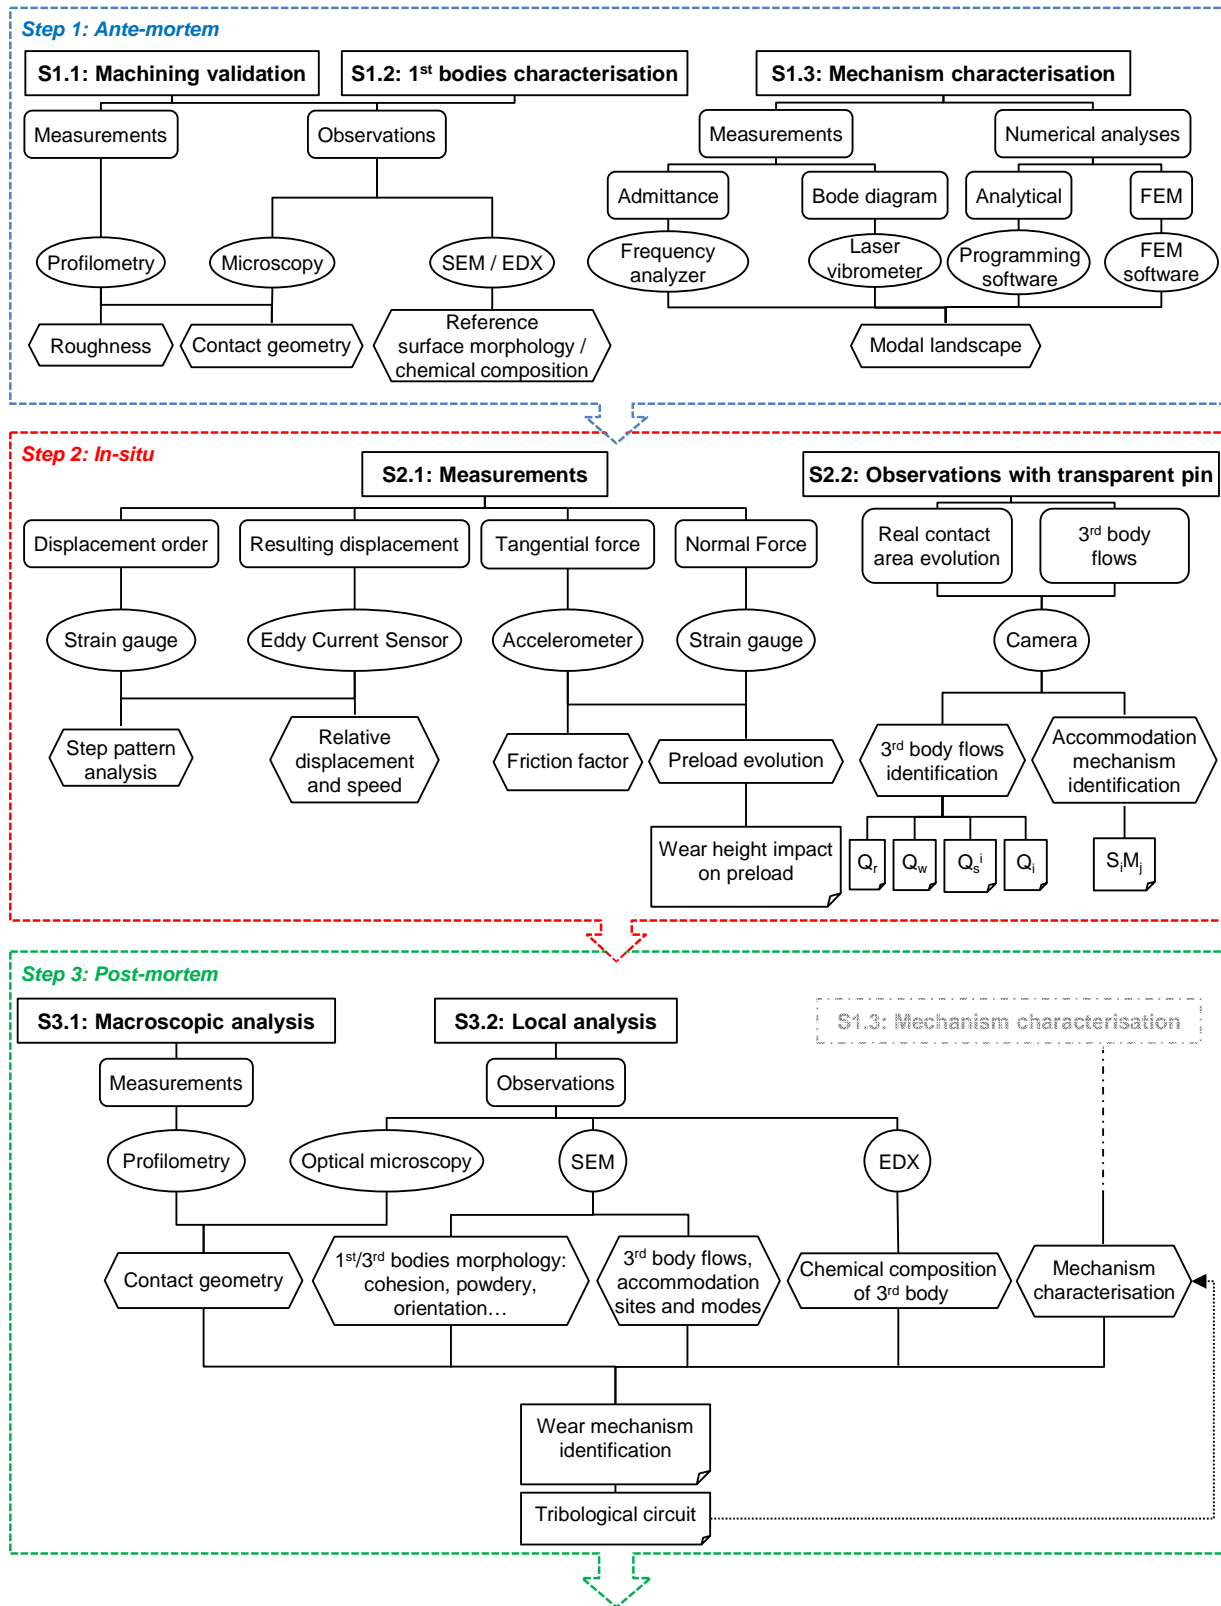 Step 1: Ante-mortem
S1.1: Machining validation
S1.2: 1st bodies characterisation
S1.3: Mechanism characterisation
Measurements
Observations
Measurements
Numerical analyses
Admittance
Bode diagram
Analytical
FEM
Profilometry
Microscopy
SEM / EDX
Frequency
analyzer
Laser
vibrometer
Programming
software
FEM
software
Roughness
Contact geometry
Reference
surface morphology /
chemical composition
Modal landscape
Step 2: In-situ
S2.1: Measurements
S2.2: Observations with transparent pin
Displacement order
Resulting displacement
Tangential force
Normal Force
Real contact
area evolution
3rd body
flows
Strain gauge
Eddy Current Sensor
Accelerometer
Strain gauge
Camera
Step pattern
analysis
Relative
displacement
and speed
Friction factor
Preload evolution
3rd body flows
identification
Accommodation
mechanism
identification
Wear height impact
on preload
Qr
Qw
Qsi
Qi
SiMj
Step 3: Post-mortem
S3.1: Macroscopic analysis
S3.2: Local analysis
S1.3: Mechanism characterisation
Measurements
Observations
Profilometry
Optical microscopy
SEM
EDX
Contact geometry
1st/3rd bodies morphology:
cohesion, powdery,
orientation…
3rd body flows,
accommodation
sites and modes
Chemical composition
of 3rd body
Mechanism
characterisation
Wear mechanism
identification
Tribological circuit